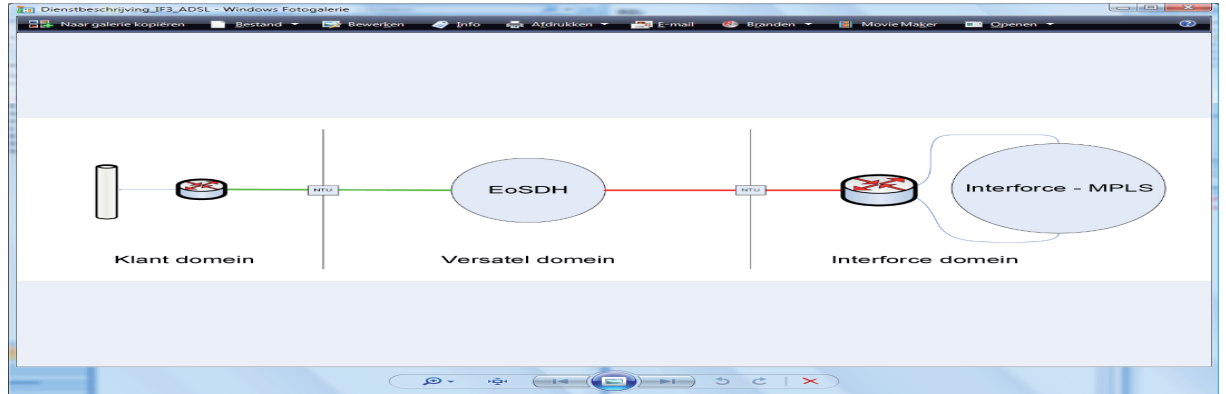 Dienstbeschrijving_IF3_ADSL - Windows Fotogalerie
Naar galerie kopiëren Bestand Bewerken Info Afdrukken E-mail Branden Movie Maker Openen
NTU EoSDH NTU Interforce - MPLS
Klant domein Versatel domein Interforce domein